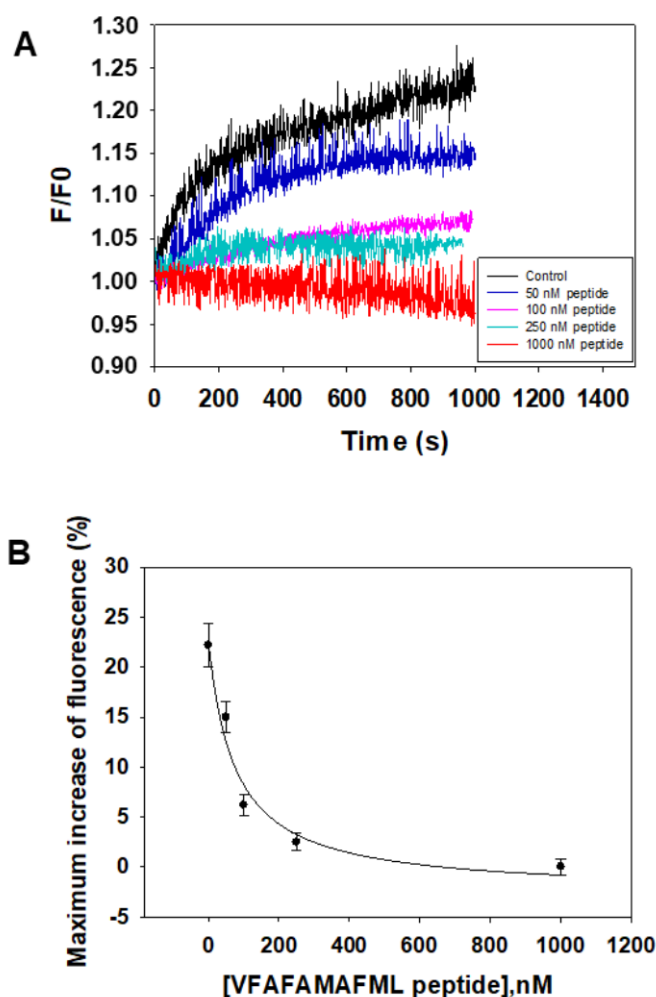 A
1.30
1.25
1.20
1.15
1.10
1.05
1.00
0.95
0.90
F/F0
0 200 400 600 800 1000 1200 1400
Time (s)
Control
50 nM peptide
100 nM peptide
250 nM peptide
1000 nM peptide
B
Maximum increase of fluorescence (%)
30
25
20
15
10
5
0
-5
0 200 400 600 800 1000 1200
[VFAFAMAFML peptide],nM